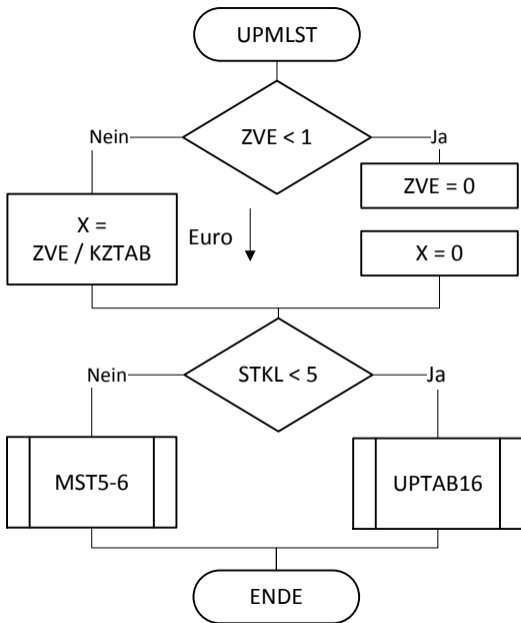 UPMLST
ZVE < 1
Nein
Ja
X =
ZVE / KZTAB
Euro
ZVE = 0
X = 0
STKL < 5
Nein
Ja
MST5-6
UPTAB16
ENDE